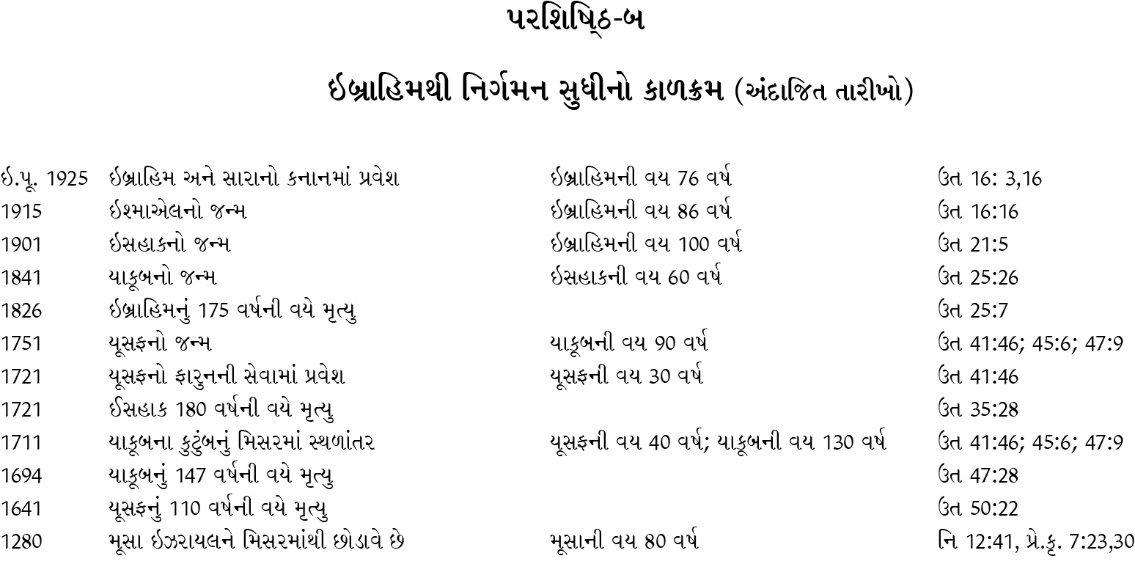 પરશિષ્િઠ-બ
ઇબ્રાહિમથી નિર્ગમન સુધીનો કાળક્રમ (અંદાજિત તારીખો)
ઇ.પૂ. 1925 ઇબ્રાહિમ અને સારાનો કનાનમાં પ્રવેશ ઇબ્રાહિમની વય 76 વર્ષ ઉત 16: 3,16
1915 ઇશ્માએલનો જન્મ ઇબ્રાહિમની વય 86 વર્ષ ઉત 16:16
1901 ઇસહાકનો જન્મ ઇબ્રાહિમની વય 100 વર્ષ ઉત 21:5
1841 યાકૂબનો જન્મ ઇસહાકની વય 60 વર્ષ ઉત 25:26
1826 ઇબ્રાહિમનું 175 વર્ષની વયે મૃત્યુ ઉત 25:7
1751 યૂસફનો જન્મ યાકૂબની વય 90 વર્ષ ઉત 41:46; 45:6; 47:9
1721 યૂસફનો ફારુનની સેવામાં પ્રવેશ યૂસફની વય 30 વર્ષ ઉત 41:46
1721 ઈસહાક 180 વર્ષની વયે મૃત્યુ ઉત 35:28
1711 યાકૂબના કુટુંબનું મિસરમાં સ્થળાંતર યૂસફની વય 40 વર્ષ; યાકૂબની વય 130 વર્ષ ઉત 41:46; 45:6; 47:9
1694 યાકૂબનું 147 વર્ષની વયે મૃત્યુ ઉત 47:28
1641 યૂસફનું 110 વર્ષની વયે મૃત્યુ ઉત 50:22
1280 મૂસા ઇઝરાયલને મિસરમાંથી છોડાવે છે મૂસાની વય 80 વર્ષ નિ 12:41, પ્રે.કૃ. 7:23,30